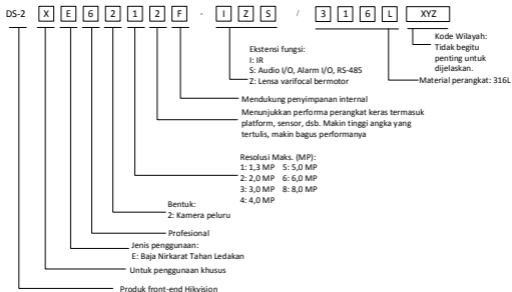 DS-2 X E 6 2 1 2 F - I Z S / 3 1 6 L XYZ
Kode Wilayah:
Tidak begitu
penting untuk
dijelaskan.
Material perangkat: 316L
Ekstensi fungsi:
I: IR
S: Audio I/O, Alarm I/O, RS-485
Z: Lensa varifocal bermotor
Mendukung penyimpanan internal
Menunjukkan performa perangkat keras termasuk
platform, sensor, dsb. Makin tinggi angka yang
tertulis, makin bagus performanya
Resolusi Maks. (MP):
1: 1,3 MP 5: 5,0 MP
2: 2,0 MP 6: 6,0 MP
3: 3,0 MP 8: 8,0 MP
4: 4,0 MP
Bentuk:
2: Kamera peluru
Profesional
Jenis penggunaan:
E: Baja Nirkarat Tahan Ledakan
Untuk penggunaan khusus
Produk front-end Hikvision